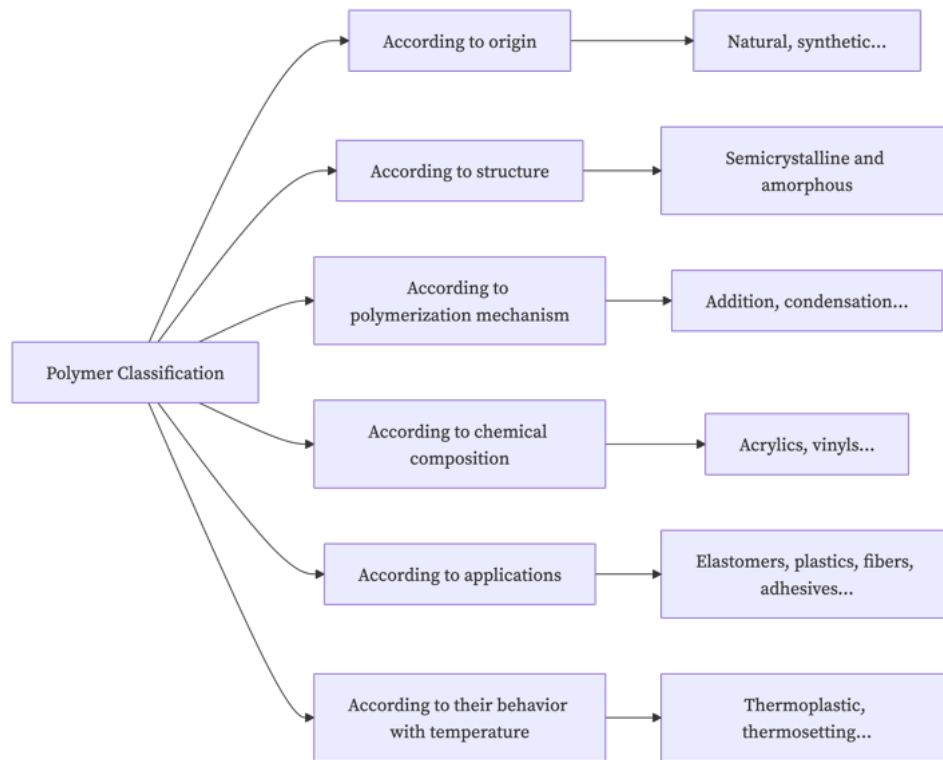 According to origin
Natural, synthetic...
According to structure
Semicrystalline and
amorphous
According to
polymerization mechanism
Addition, condensation...
Polymer Classification
According to chemical
composition
Acrylics, vinyls...
According to applications
Elastomers, plastics, fibers,
adhesives...
According to their behavior
with temperature
Thermoplastic,
thermosetting...